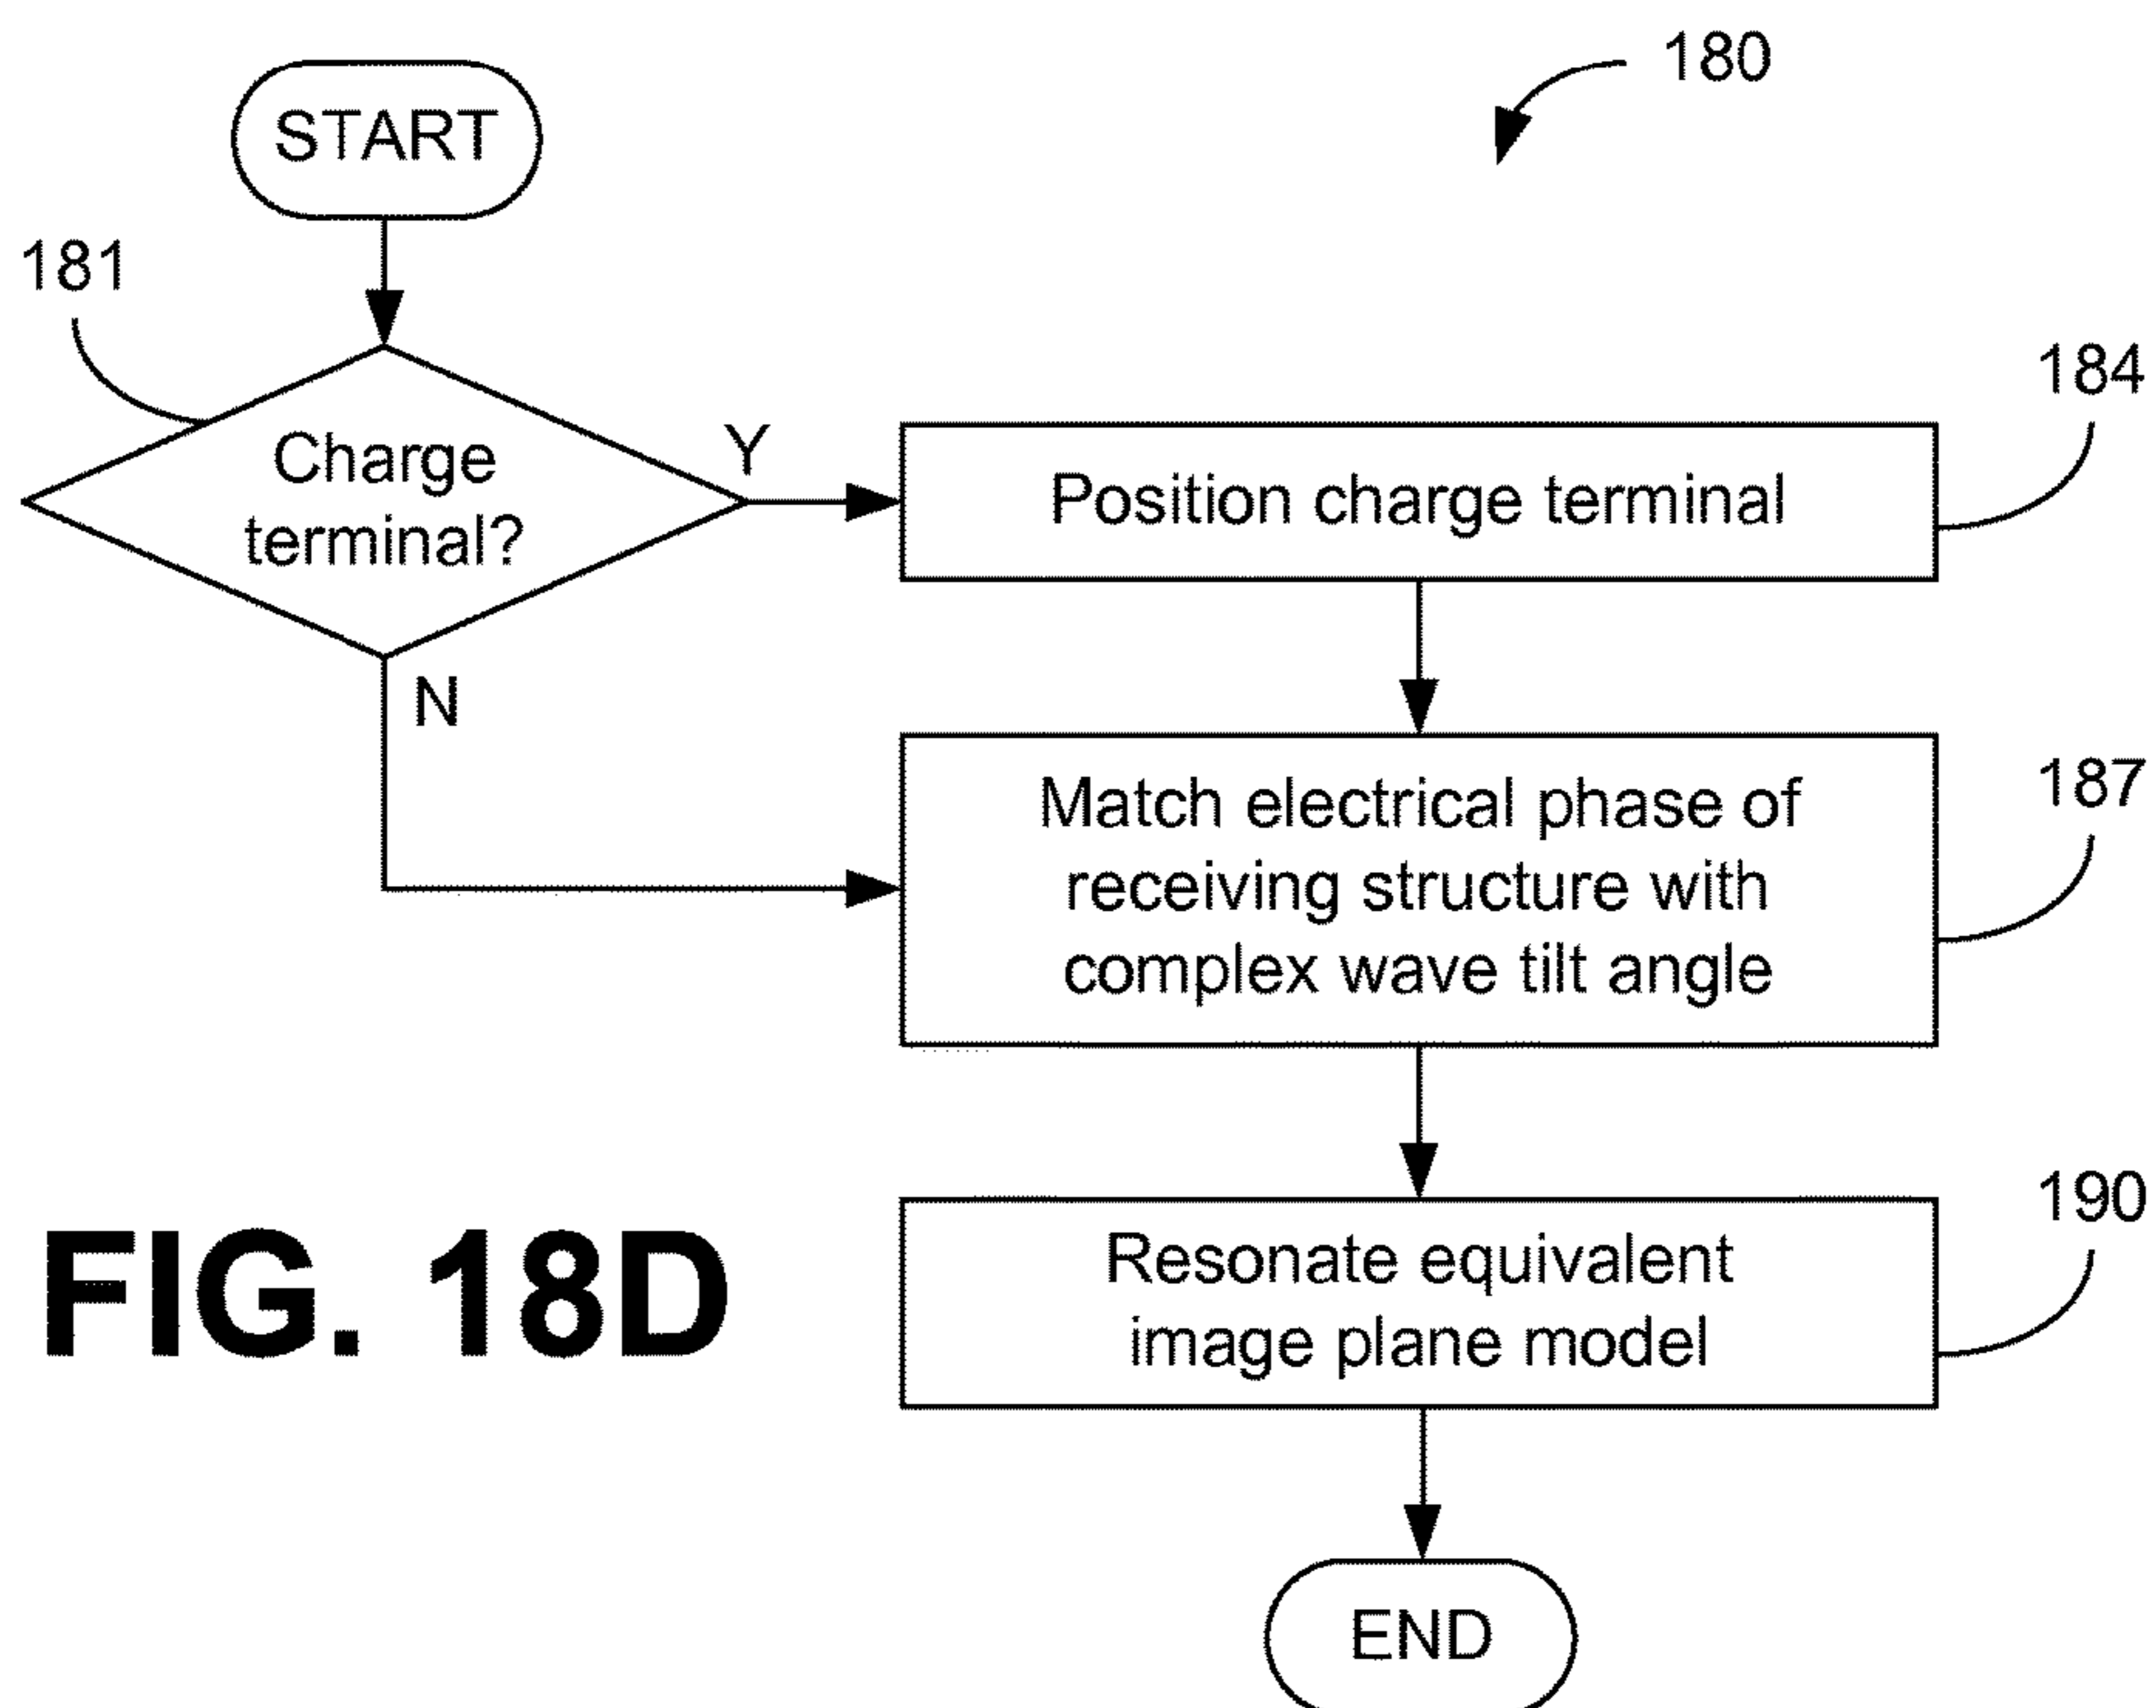 180
START
181
Charge
terminal?
Y
N
Position charge terminal
184
Match electrical phase of
receiving structure with
complex wave tilt angle
187
Resonate equivalent
image plane model
190
END
FIG. 18D